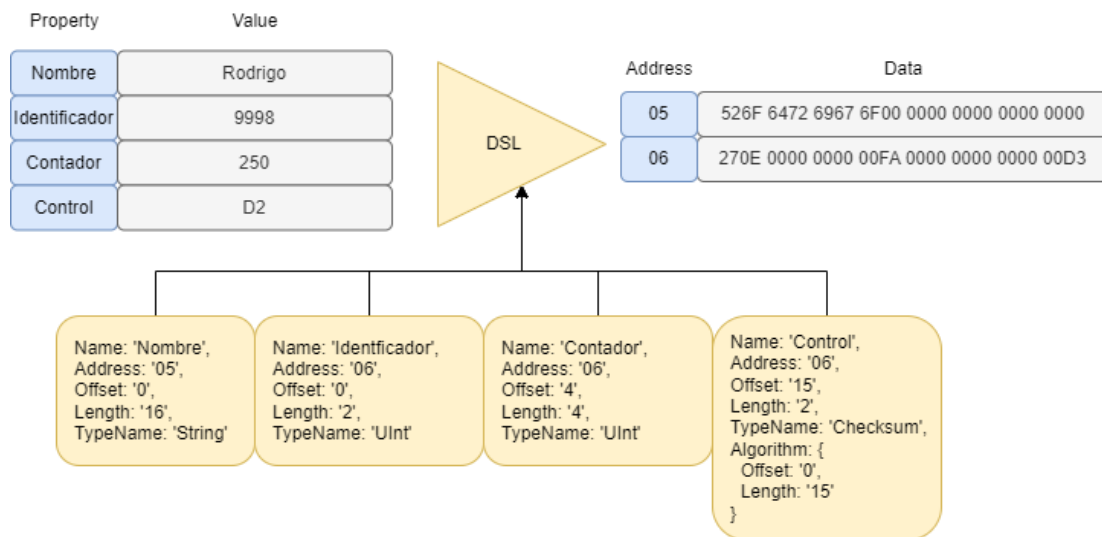 Property Value
Nombre Rodrigo
Identificador 9998
Contador 250
Control D2
DSL
Address Data
05 526F 6472 6967 6F00 0000 0000 0000 0000
06 270E 0000 0000 00FA 0000 0000 0000 00D3
Name: 'Nombre',
Address: '05',
Offset: '0',
Length: '16',
TypeName: 'String'
Name: 'Identficador',
Address: '06',
Offset: '0',
Length: '2',
TypeName: 'UInt'
Name: 'Contador',
Address: '06',
Offset: '4',
Length: '4',
TypeName: 'UInt'
Name: 'Control',
Address: '06',
Offset: '15',
Length: '2',
TypeName: 'Checksum',
Algorithm: {
Offset: '0',
Length: '15'
}